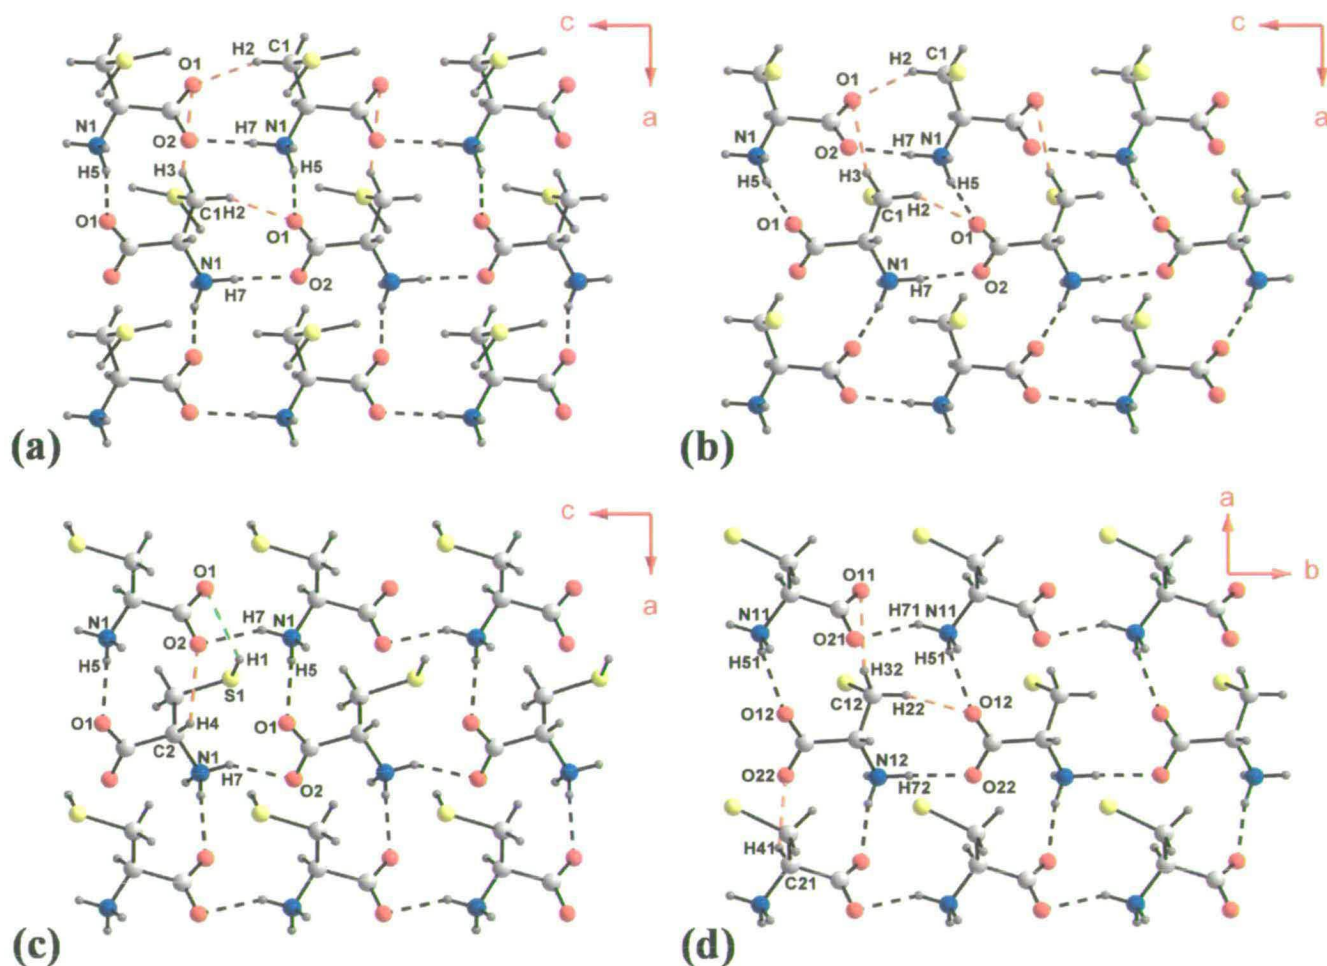 c
a
H2 C1
O1
N1 O2 H7 N1
H5 H3 H5
O1 C1 H2 O1
N1 H7 O2
(a)
c
a
H2 C1
O1
N1 O2 H7 N1
H5 H3 H5
O1 C1 H2 O1
N1 H7 O2
(b)
c
a
O1
N1 O2 H7 N1
H5 H1 H5
S1
O1 H4 O1
C2 N1
H7 O2
(c)
a
b
O11
N11 O21 H71 N11
H51 H32 H51
O12 C12 H22 O12
O22 N12 H72 O22
H41
C21
(d)